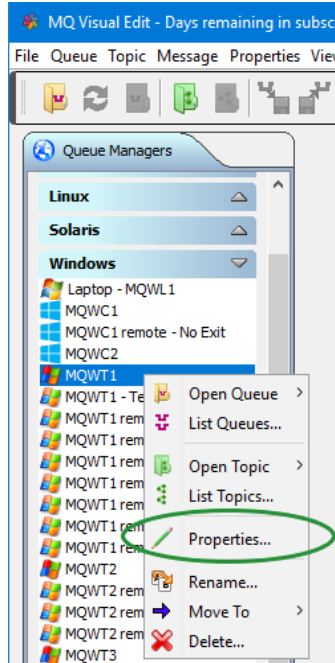 MQ Visual Edit - Days remaining in subsc
File Queue Topic Message Properties View
Queue Managers
Linux
Solaris
Windows
Laptop - MQWL1
MQWC1
MQWC1 remote - No Exit
MQWC2
MQWT1
MQWT1 - Te
MQWT1 rem
MQWT1 rem
MQWT1 rem
MQWT1 rem
MQWT1 rem
MQWT1 rem
MQWT1 rem
MQWT2
MQWT2 rem
MQWT2 rem
MQWT2 rem
MQWT3
Open Queue
List Queues...
Open Topic
List Topics...
Properties...
Rename...
Move To
Delete...